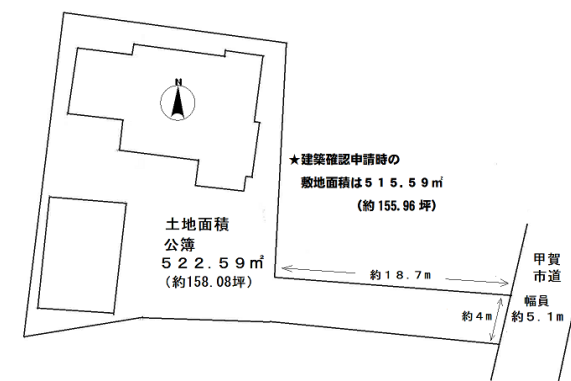 N
★建築確認申請時の
敷地面積は515.59㎡
(約155.96坪)
土地面積
公簿
522.59㎡
(約158.08坪)
約18.7m
甲賀
市道
幅員
約5.1m
約4m